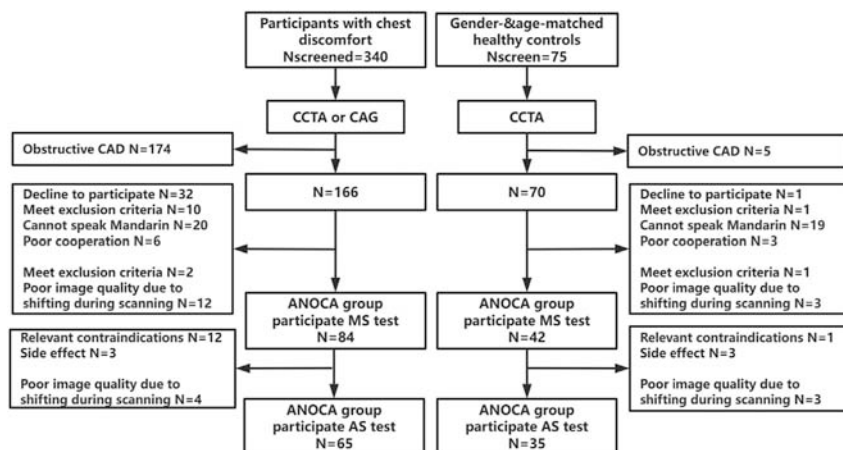 Participants with chest
discomfort
Nscreened=340
Gender-&age-matched
healthy controls
Nscreen=75
CCTA or CAG
CCTA
Obstructive CAD N=174
Obstructive CAD N=5
N=166
N=70
Decline to participate N=32
Meet exclusion criteria N=10
Cannot speak Mandarin N=20
Poor cooperation N=6
Meet exclusion criteria N=2
Poor image quality due to
shifting during scanning N=12
Decline to participate N=1
Meet exclusion criteria N=1
Cannot speak Mandarin N=19
Poor cooperation N=3
Meet exclusion criteria N=1
Poor image quality due to
shifting during scanning N=3
ANOCA group
participate MS test
N=84
ANOCA group
participate MS test
N=42
Relevant contraindications N=12
Side effect N=3
Poor image quality due to
shifting during scanning N=4
Relevant contraindications N=1
Side effect N=3
Poor image quality due to
shifting during scanning N=3
ANOCA group
participate AS test
N=65
ANOCA group
participate AS test
N=35